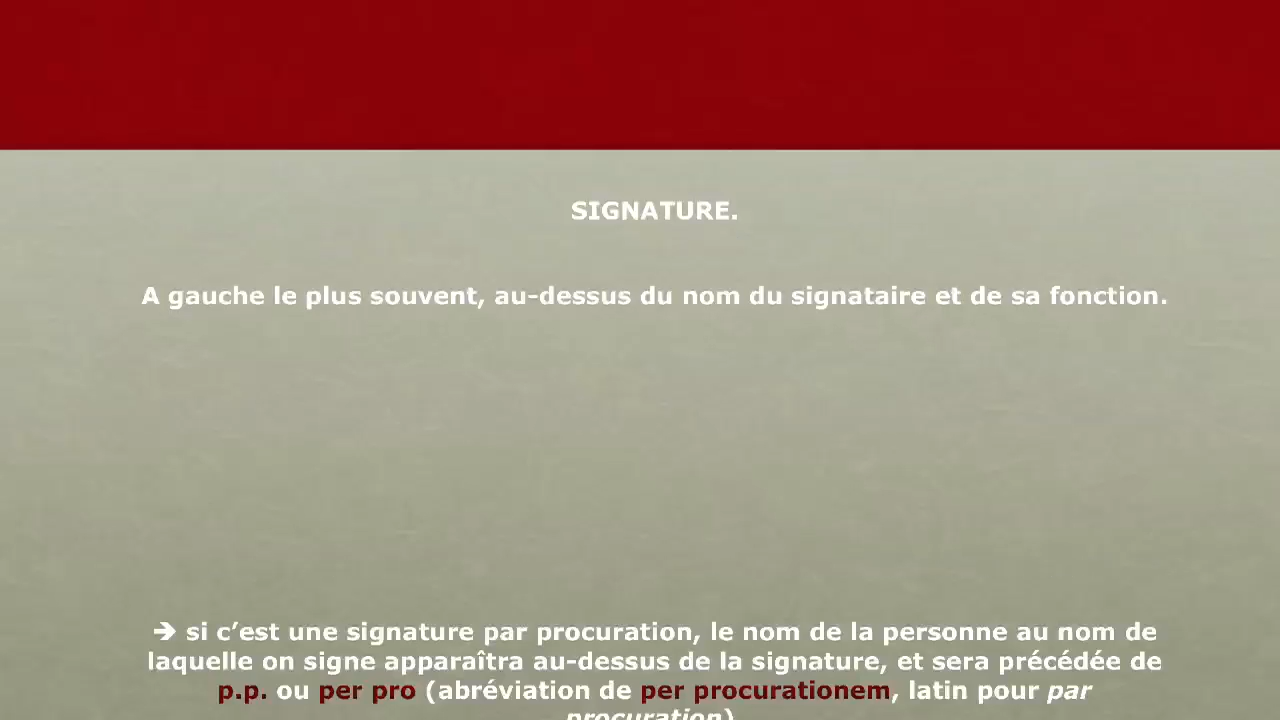 SIGNATURE.
A gauche le plus souvent, au-dessus du nom du signataire et de sa fonction.
➔ si c’est une signature par procuration, le nom de la personne au nom de
laquelle on signe apparaîtra au-dessus de la signature, et sera précédée de
p.p. ou per pro (abréviation de per procurationem, latin pour par
procuration)